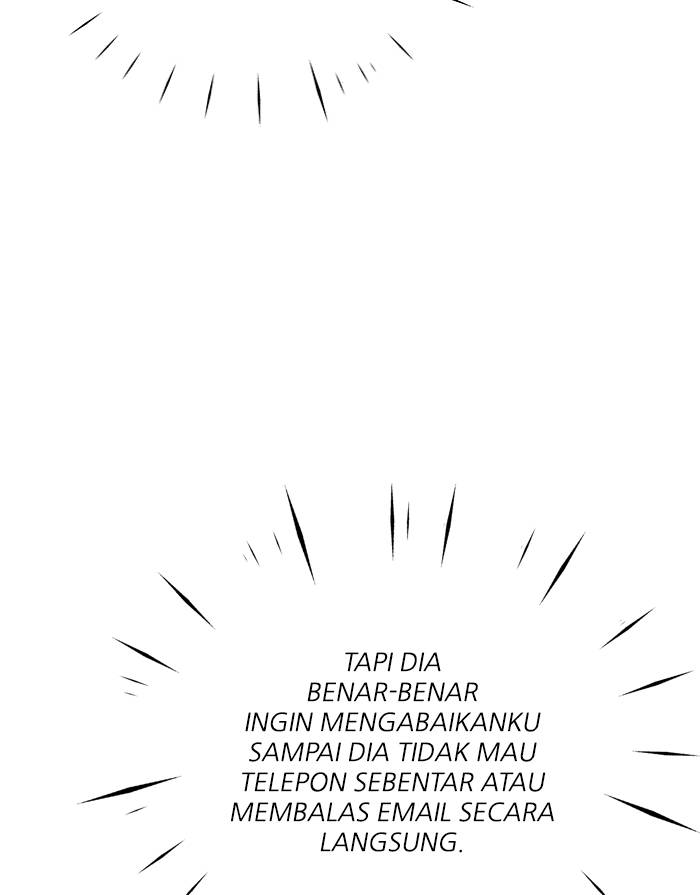 TAPI DIA
BENAR-BENAR
INGIN MENGABAIKANKU
SAMPAI DIA TIDAK MAU
TELEPON SEBENTAR ATAU
MEMBALAS EMAIL SECARA
LANGSUNG.